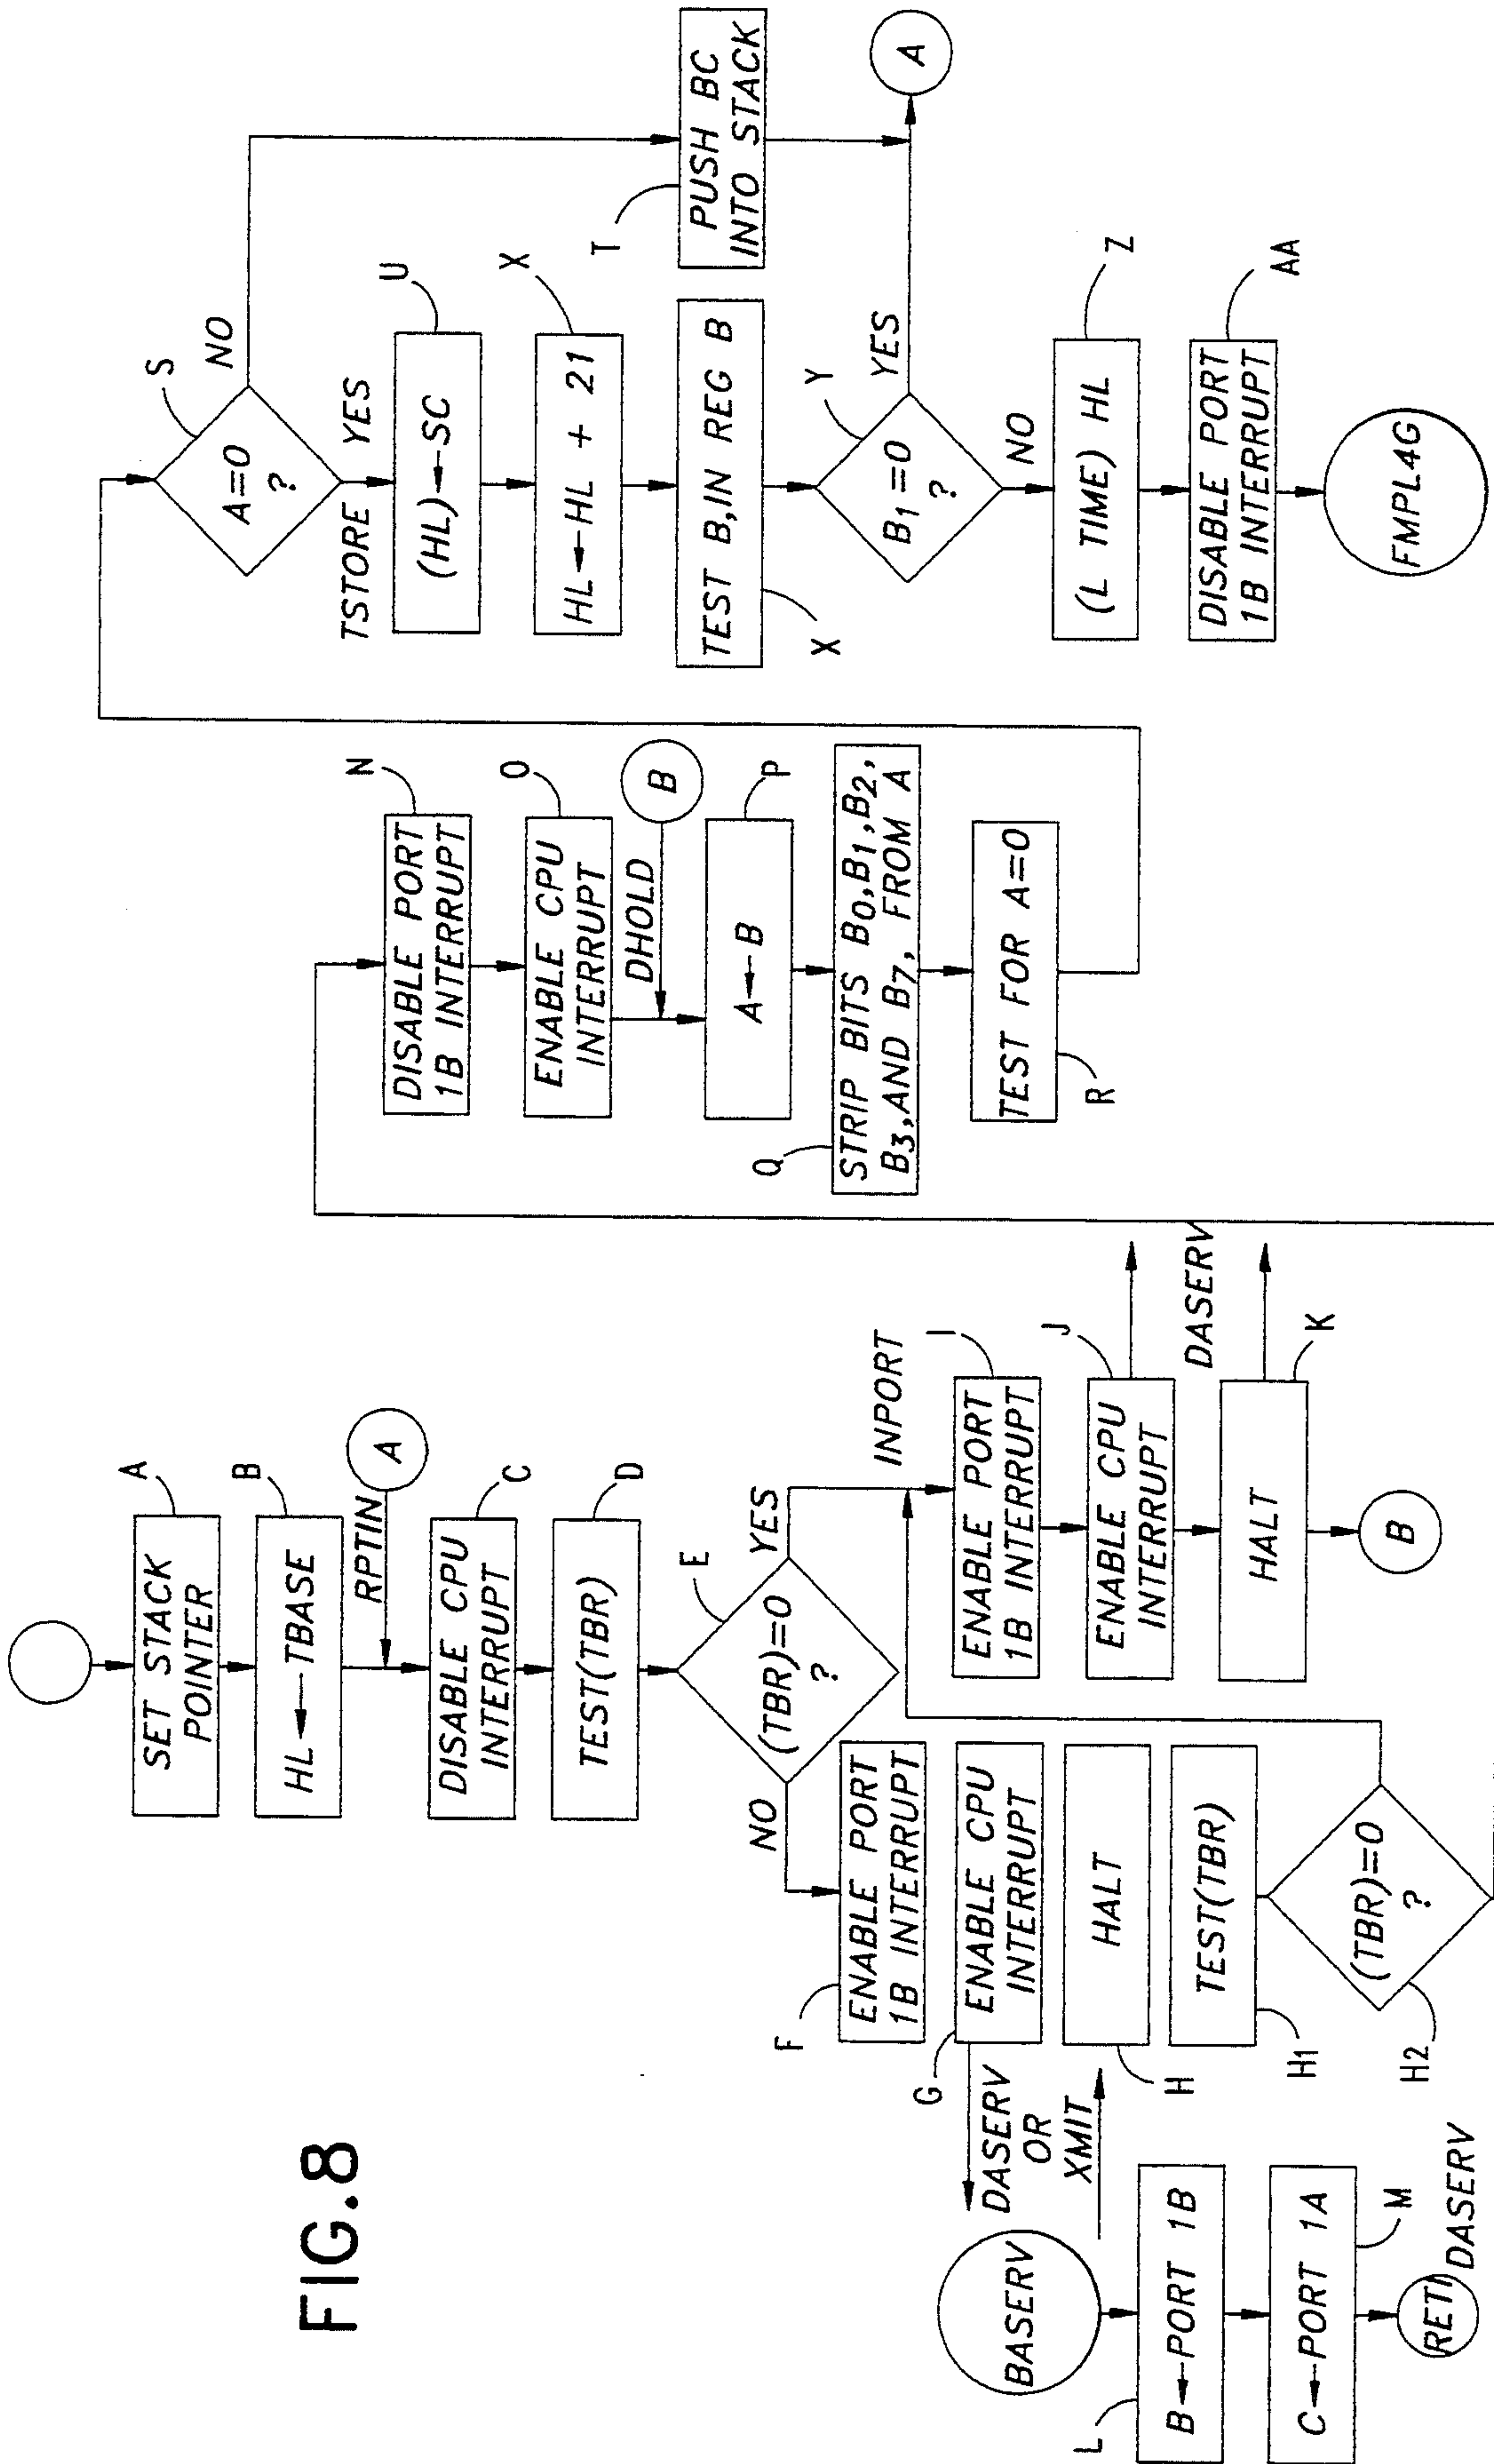 FIG.8
SET STACK
POINTER
A
HL←TBASE
B
RPTIN
A
DISABLE CPU
INTERRUPT
C
TEST(TBR)
D
(TBR)=0
?
E
NO
YES
ENABLE PORT
1B INTERRUPT
F
ENABLE CPU
INTERRUPT
G
DASERV
OR
XMIT
HALT
H
TEST(TBR)
H1
(TBR)=0
?
H2
INPORT
ENABLE PORT
1B INTERRUPT
I
ENABLE CPU
INTERRUPT
J
DASERV
HALT
K
B
BASERV
B←PORT 1B
L
C←PORT 1A
M
RETI
DASERV
DISABLE PORT
1B INTERRUPT
N
ENABLE CPU
INTERRUPT
O
DHOLD
B
A←B
P
STRIP BITS B0,B1,B2,
B3,AND B7, FROM A
Q
TEST FOR A=0
R
A=0
?
S
NO
TSTORE YES
(HL)←SC
U
HL←HL + 21
X
TEST B,IN REG B
X
PUSH BC
INTO STACK
T
B1=0
?
Y
YES
A
NO
(L TIME) HL
Z
DISABLE PORT
1B INTERRUPT
AA
FMPL4G